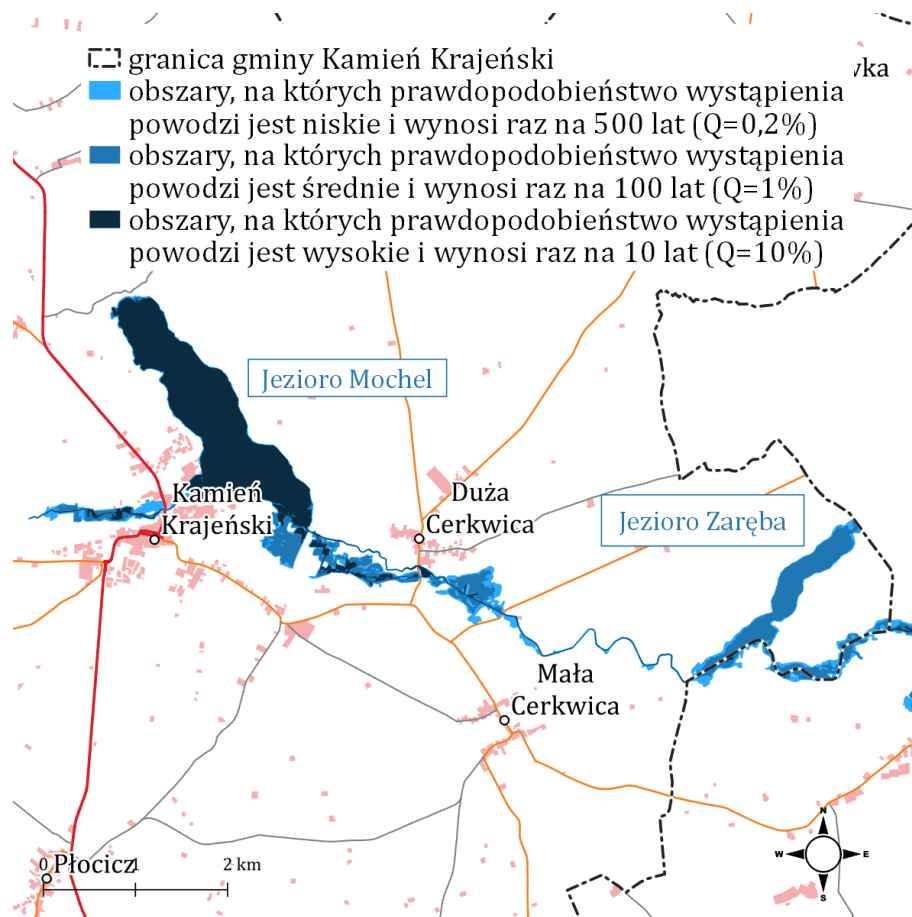 granica gminy Kamień Krajeński
obszary, na których prawdopodobieństwo wystąpienia
powodzi jest niskie i wynosi raz na 500 lat (Q=0,2%)
obszary, na których prawdopodobieństwo wystąpienia
powodzi jest średnie i wynosi raz na 100 lat (Q=1%)
obszary, na których prawdopodobieństwo wystąpienia
powodzi jest wysokie i wynosi raz na 10 lat (Q=10%)
Jezioro Mochel
Kamień
Krajeński
Duża
Cerkwica
Jezioro Zaręba
Mała
Cerkwica
Płocicz
0 1 2 km
N
W E
S